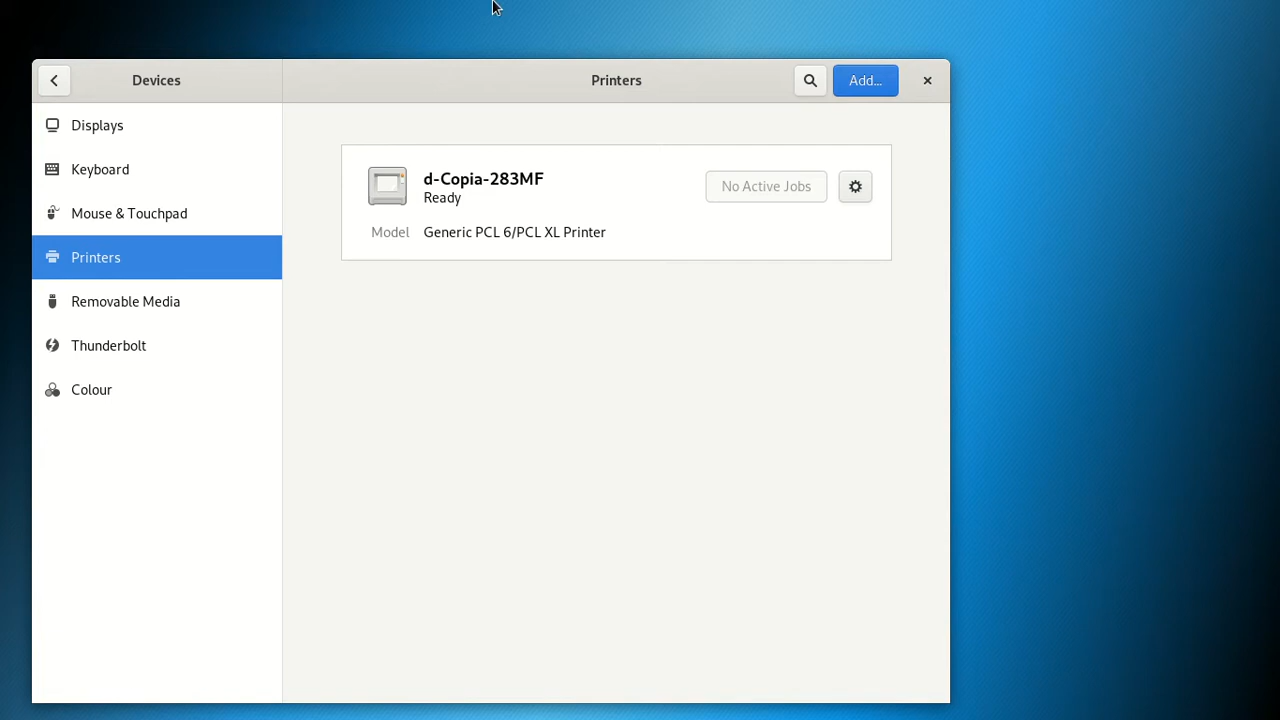 Devices
Printers
Add…
Displays
Keyboard
Mouse & Touchpad
Printers
Removable Media
Thunderbolt
Colour
d-Copia-283MF
Ready
No Active Jobs
Model Generic PCL 6/PCL XL Printer